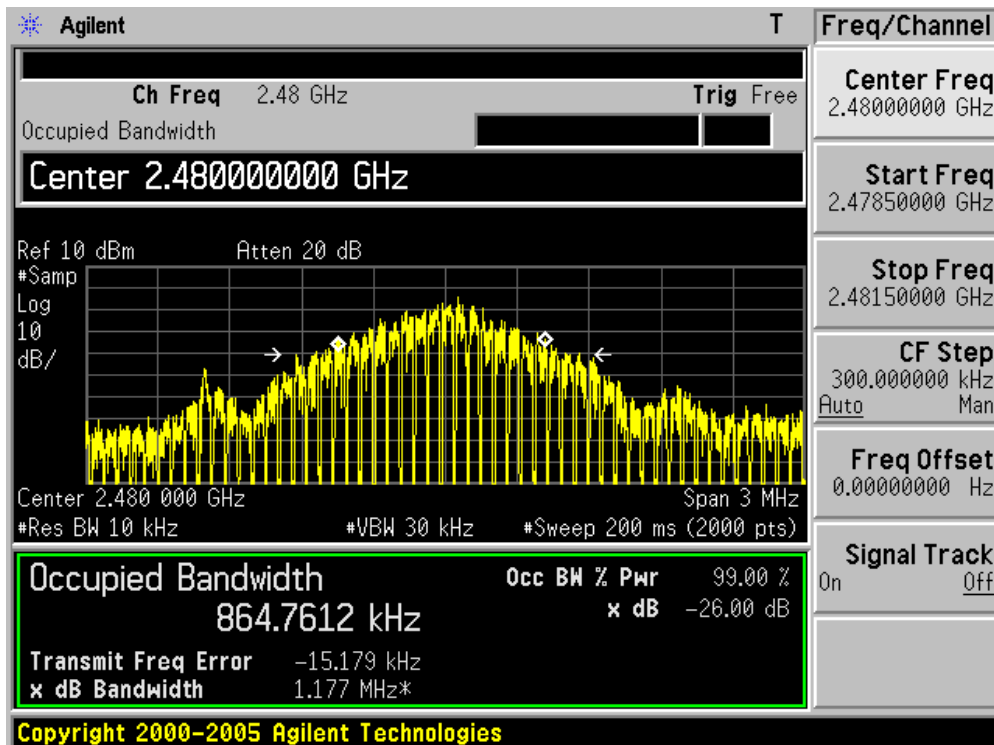 Agilent
T
Freq/Channel
Ch Freq 2.48 GHz
Trig Free
Occupied Bandwidth
Center 2.480000000 GHz
Ref 10 dBm
Atten 20 dB
#Samp
Log
10
dB/
Center 2.480 000 GHz
Span 3 MHz
#Res BW 10 kHz
#VBW 30 kHz
#Sweep 200 ms (2000 pts)
Occupied Bandwidth
864.7612 kHz
Occ BW % Pwr 99.00 %
x dB -26.00 dB
Transmit Freq Error -15.179 kHz
x dB Bandwidth 1.177 MHz*
Center Freq
2.48000000 GHz
Start Freq
2.47850000 GHz
Stop Freq
2.48150000 GHz
CF Step
300.000000 kHz
Auto Man
Freq Offset
0.00000000 Hz
Signal Track
On Off
Copyright 2000-2005 Agilent Technologies